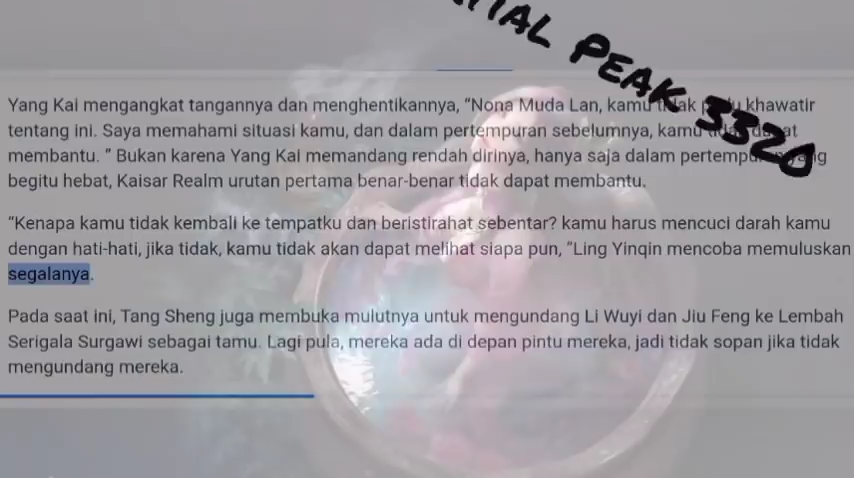 TIAL PEAK 3320
Yang Kai mengangkat tangannya dan menghentikannya, “Nona Muda Lan, kamu tidak perlu khawatir
tentang ini. Saya memahami situasi kamu, dan dalam pertempuran sebelumnya, kamu tidak dapat
membantu. ” Bukan karena Yang Kai memandang rendah dirinya, hanya saja dalam pertempuran yang
begitu hebat, Kaisar Realm urutan pertama benar-benar tidak dapat membantu.
“Kenapa kamu tidak kembali ke tempatku dan beristirahat sebentar? kamu harus mencuci darah kamu
dengan hati-hati, jika tidak, kamu tidak akan dapat melihat siapa pun, “Ling Yinqin mencoba memuluskan
segalanya.
Pada saat ini, Tang Sheng juga membuka mulutnya untuk mengundang Li Wuyi dan Jiu Feng ke Lembah
Serigala Surgawi sebagai tamu. Lagi pula, mereka ada di depan pintu mereka, jadi tidak sopan jika tidak
mengundang mereka.